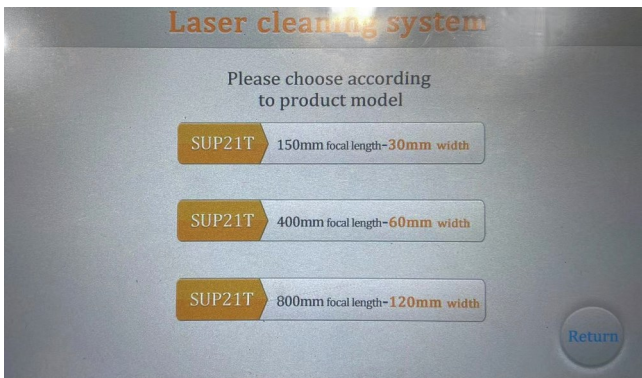 Laser cleaning system
Please choose according
to product model
SUP21T 150mm focal length-30mm width
SUP21T 400mm focal length-60mm width
SUP21T 800mm focal length-120mm width
Return